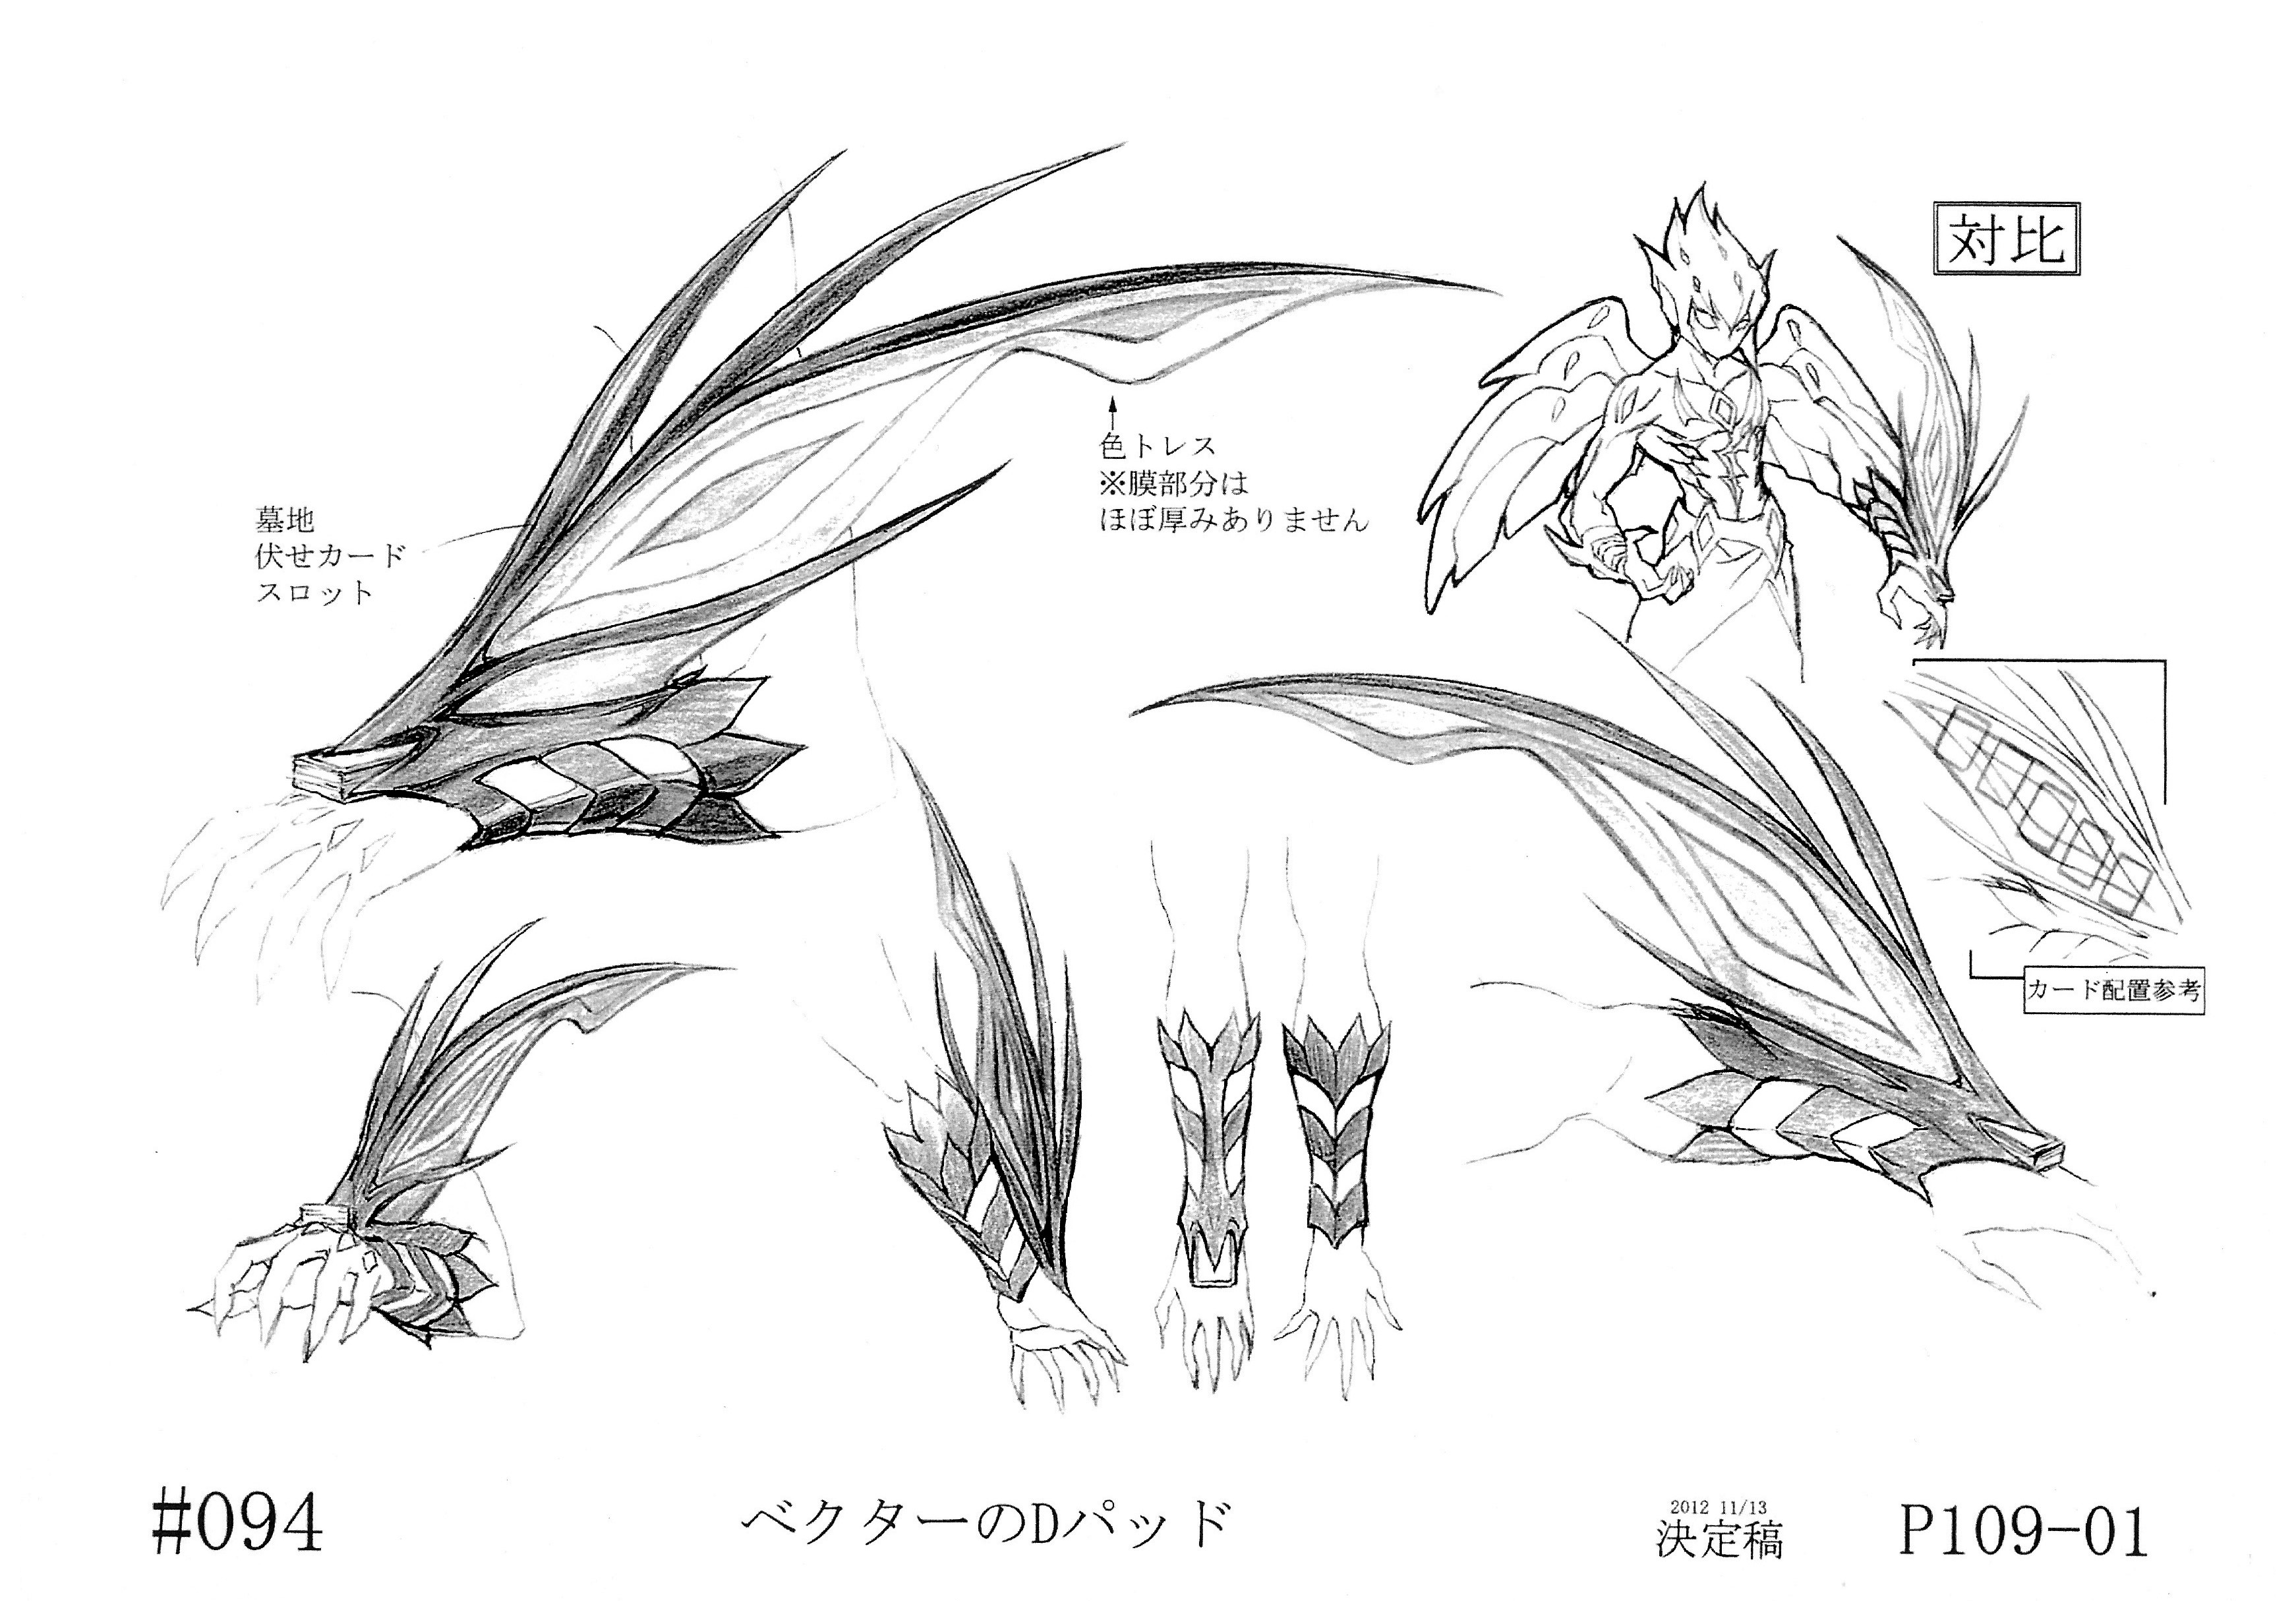 対比
色トレス
※膜部分は
ほぼ厚みありません
墓地
伏せカード
スロット
カード配置参考
#094
ベクターのDパッド
2012 11/13
決定稿
P109-01